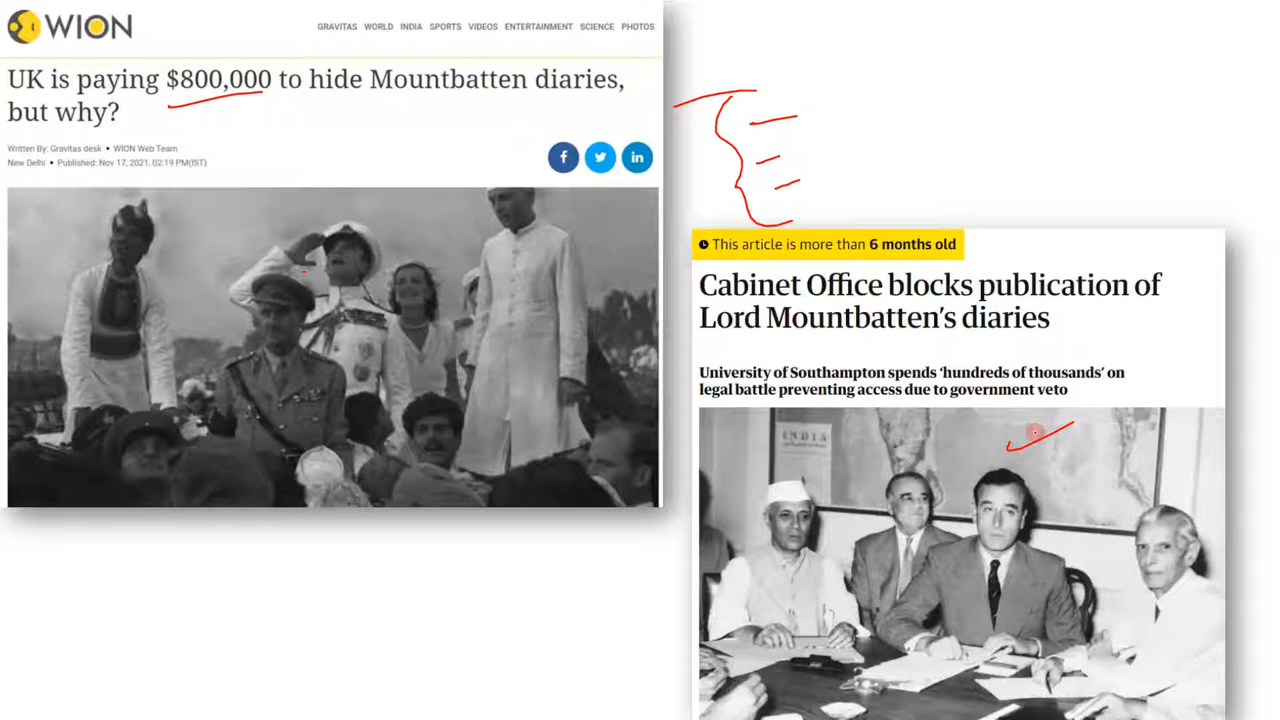 WION
GRAVITAS WORLD INDIA SPORTS VIDEOS ENTERTAINMENT SCIENCE PHOTOS
UK is paying $800,000 to hide Mountbatten diaries,
but why?
Written By: Gravitas desk • WION Web Team
New Delhi • Published: Nov 17, 2021, 02:19 PM(IST)
This article is more than 6 months old
Cabinet Office blocks publication of
Lord Mountbatten's diaries
University of Southampton spends 'hundreds of thousands' on
legal battle preventing access due to government veto
INDIA